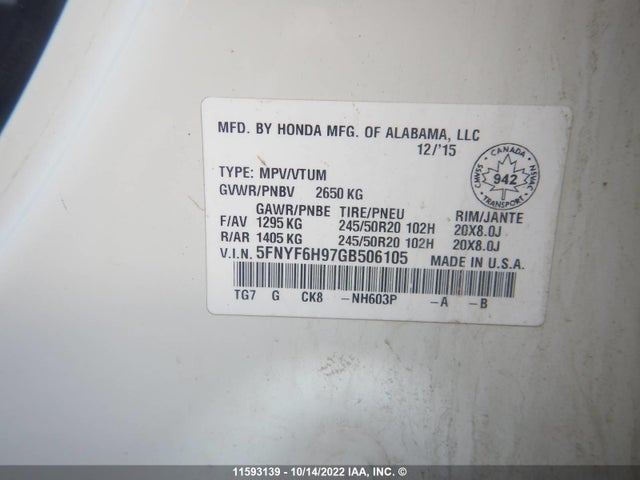 MFD. BY HONDA MFG. OF ALABAMA, LLC
12/'15
TYPE: MPV/VTUM
GVWR/PNBV 2650 KG
GAWR/PNBE TIRE/PNEU RIM/JANTE
F/AV 1295 KG 245/50R20 102H 20X8.0J
R/AR 1405 KG 245/50R20 102H 20X8.0J
V.I.N. 5FNYF6H97GB506105 MADE IN U.S.A.
TG7 G CK8 -NH603P -A -B
CANADA
CMVSS 942 NSVAC
TRANSPORT
11593139 - 10/14/2022 IAA, INC. ©